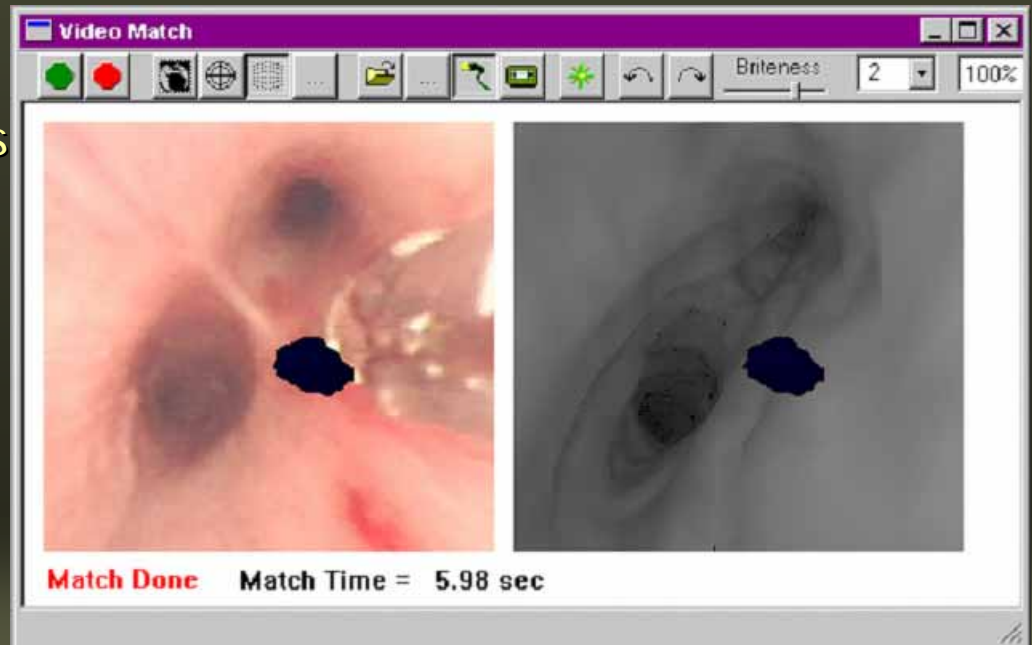 Video Match
Briteness
2
100%
s
Match Done Match Time = 5.98 sec